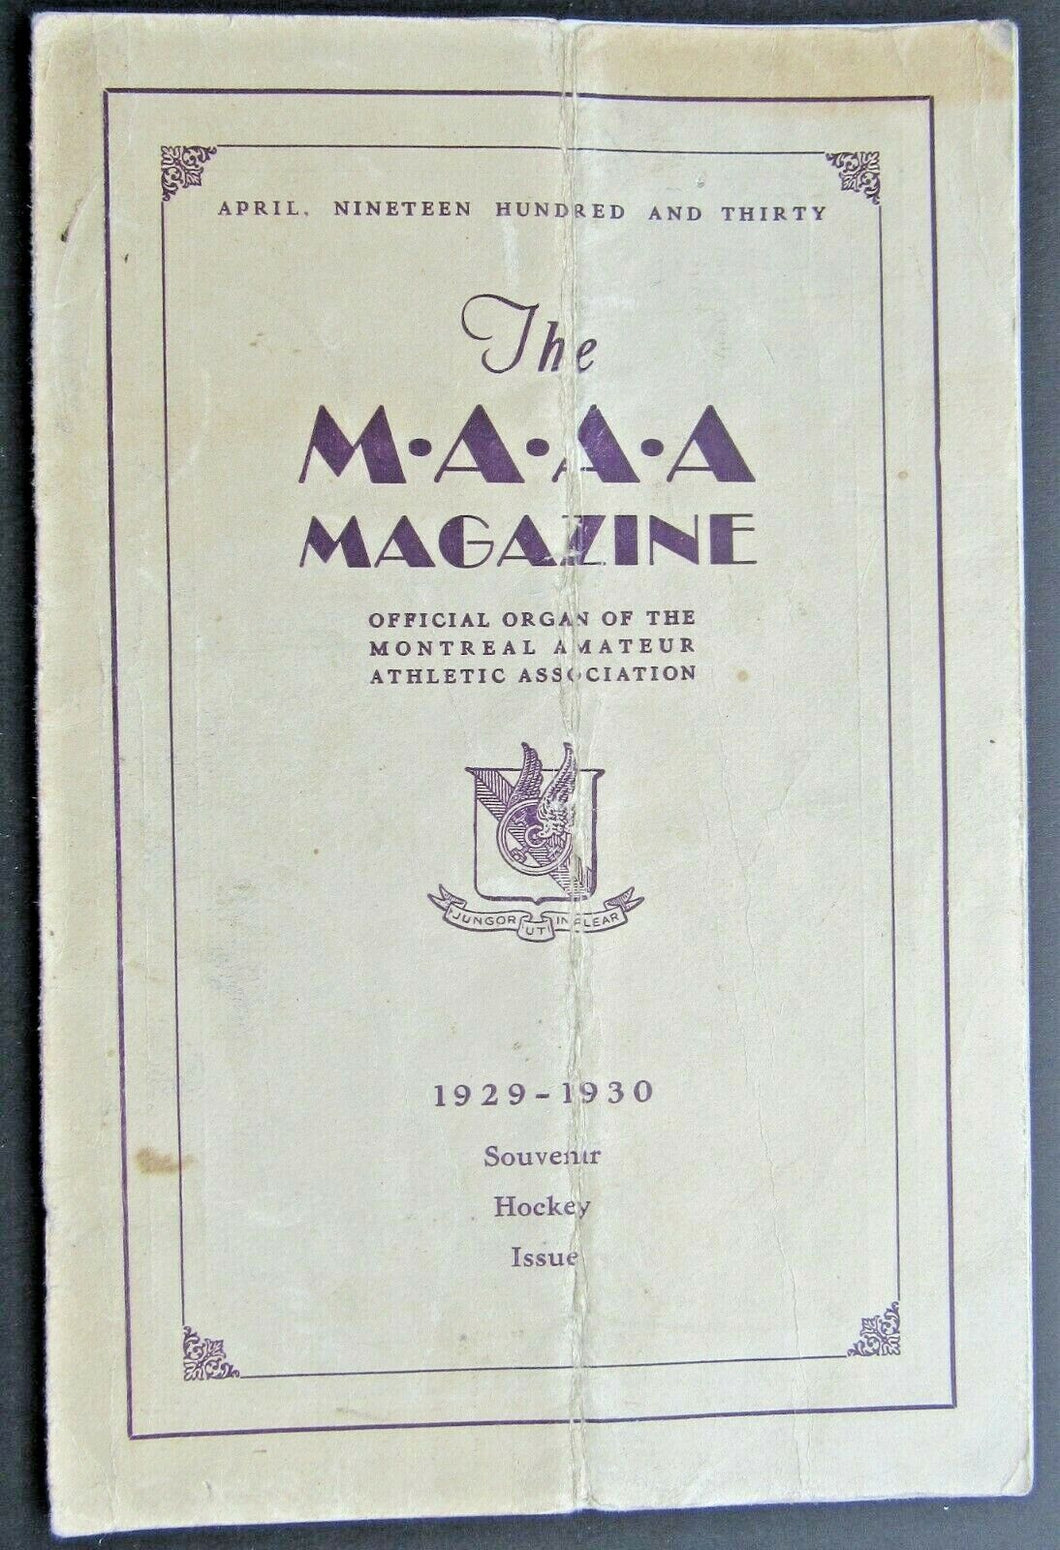 APRIL, NINETEEN HUNDRED AND THIRTY
The
M•A•A•A
MAGAZINE
OFFICIAL ORGAN OF THE
MONTREAL AMATEUR
ATHLETIC ASSOCIATION
JUNGOR UT IMPLEAR
1929-1930
Souvenir
Hockey
Issue